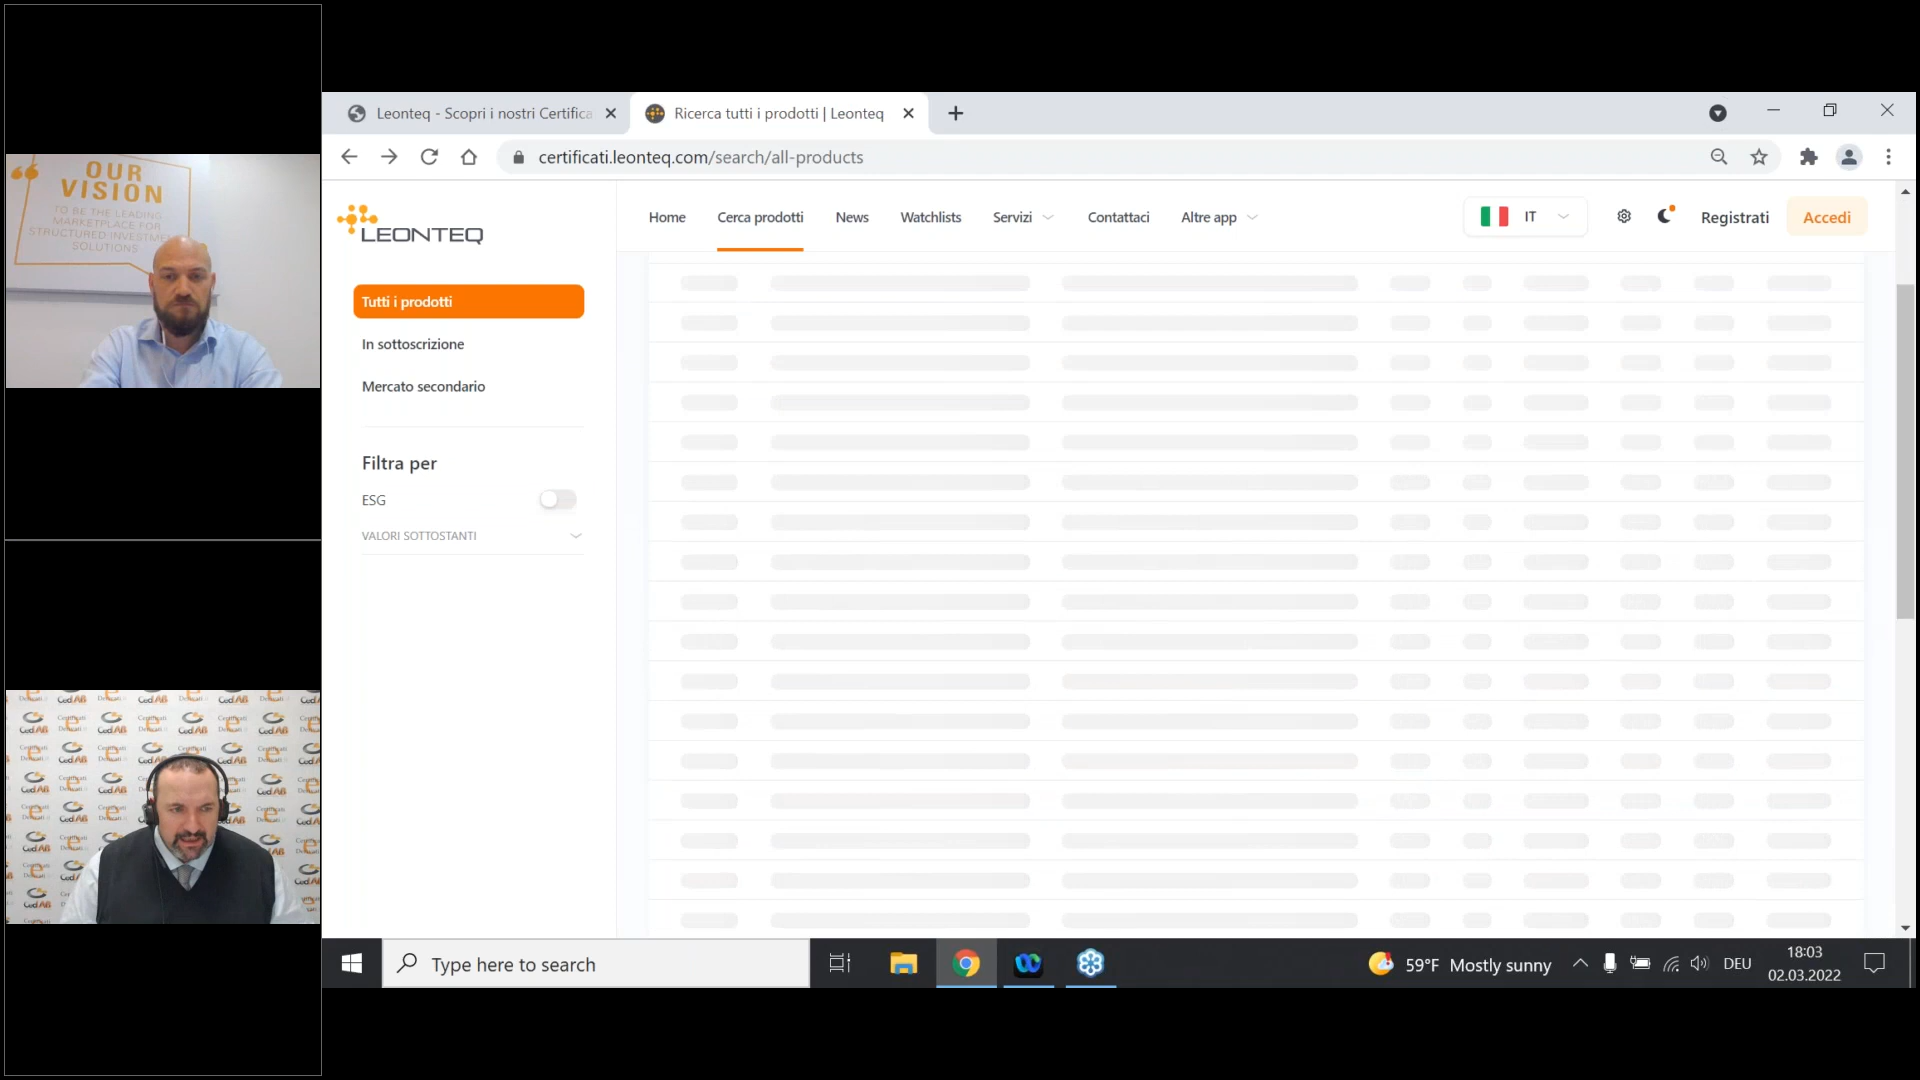 OUR
VISION
TO BE THE LEADING
MARKETPLACE FOR
STRUCTURED INVESTMENT
SOLUTIONS
CedAB
Certificati
Derivati
Leonteq - Scopri i nostri Certifica
Ricerca tutti i prodotti | Leonteq
certificati.leonteq.com/search/all-products
LEONTEQ
Home
Cerca prodotti
News
Watchlists
Servizi
Contattaci
Altre app
IT
Registrati
Accedi
Tutti i prodotti
In sottoscrizione
Mercato secondario
Filtra per
ESG
VALORI SOTTOSTANTI
Type here to search
59°F Mostly sunny
DEU
18:03
02.03.2022